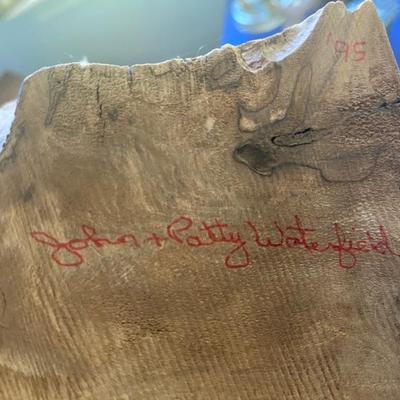 '95
John + Patty Waterfield